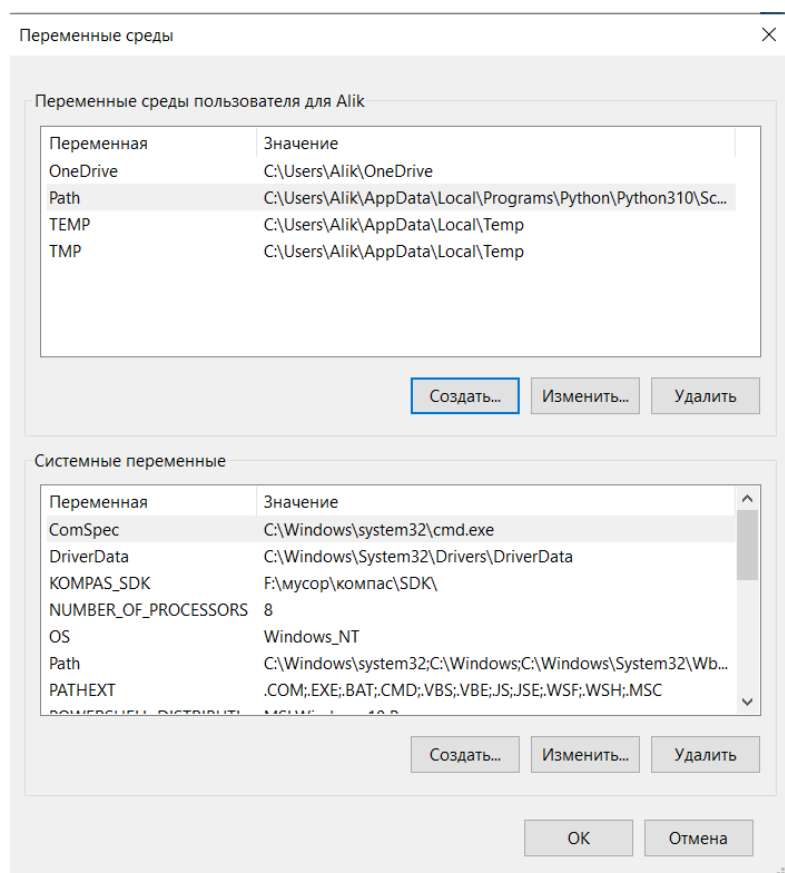 Переменные среды
Переменные среды пользователя для Alik
Переменная Значение
OneDrive C:\Users\Alik\OneDrive
Path C:\Users\Alik\AppData\Local\Programs\Python\Python310\Sc...
TEMP C:\Users\Alik\AppData\Local\Temp
TMP C:\Users\Alik\AppData\Local\Temp
Создать... Изменить... Удалить
Системные переменные
Переменная Значение
ComSpec C:\Windows\system32\cmd.exe
DriverData C:\Windows\System32\Drivers\DriverData
KOMPAS_SDK F:\мусор\компас\SDK\
NUMBER_OF_PROCESSORS 8
OS Windows_NT
Path C:\Windows\system32;C:\Windows;C:\Windows\System32\Wb...
PATHEXT .COM;.EXE;.BAT;.CMD;.VBS;.VBE;.JS;.JSE;.WSF;.WSH;.MSC
Создать... Изменить... Удалить
ОК Отмена